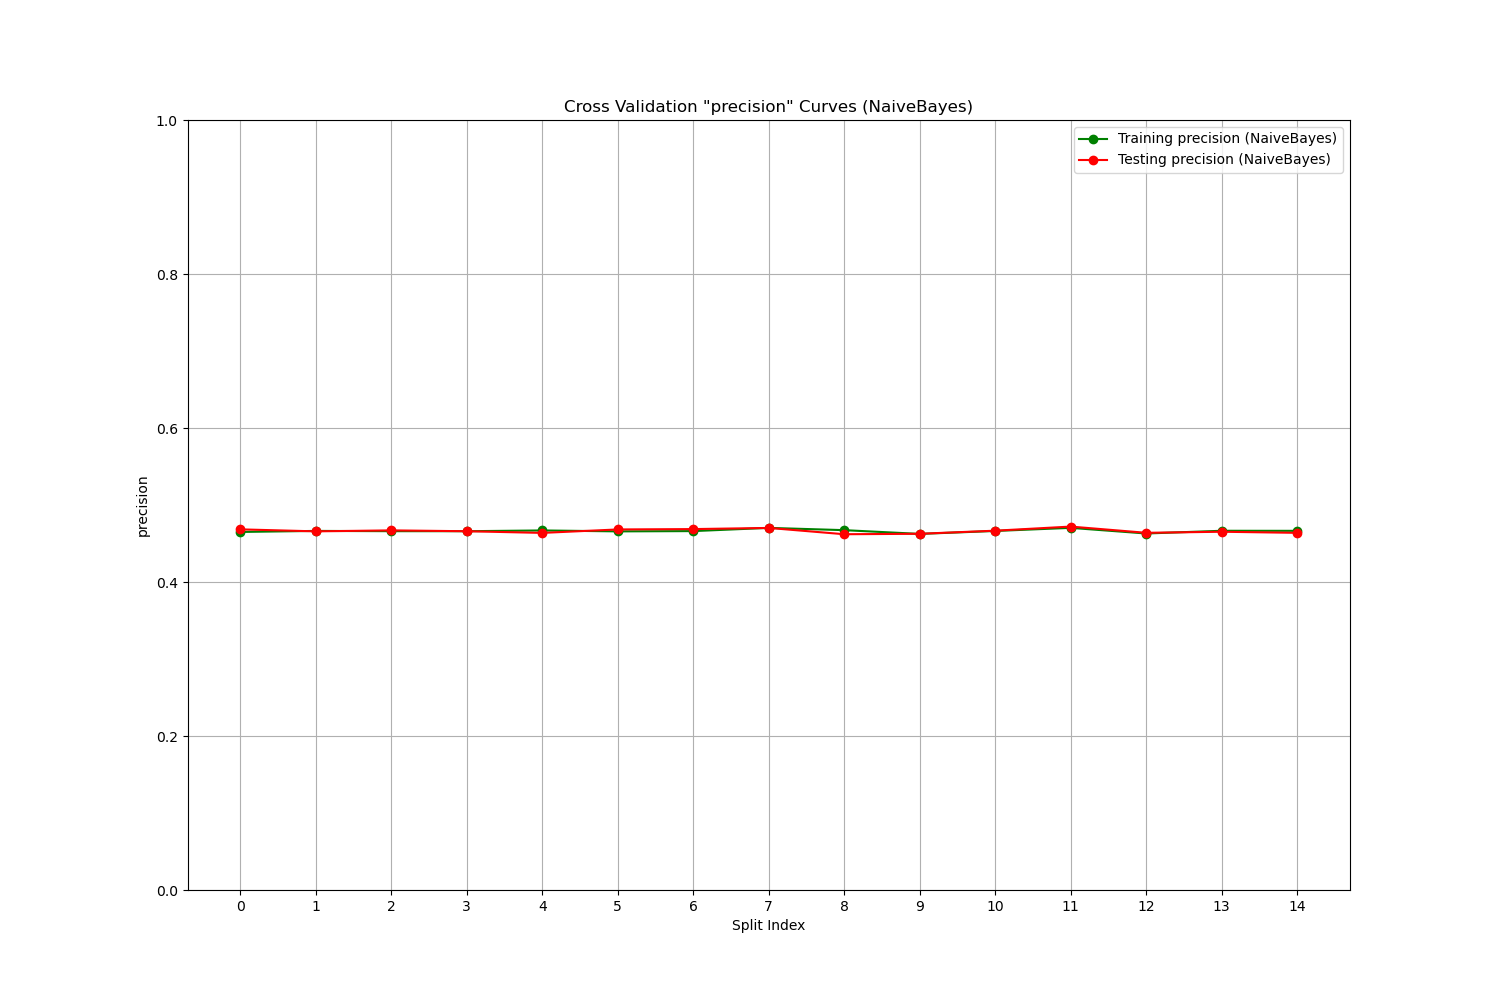 Cross Validation "precision" Curves (NaiveBayes)
Training precision (NaiveBayes)
Testing precision (NaiveBayes)
1.0
0.8
0.6
0.4
0.2
0.0
precision
0 1 2 3 4 5 6 7 8 9 10 11 12 13 14
Split Index